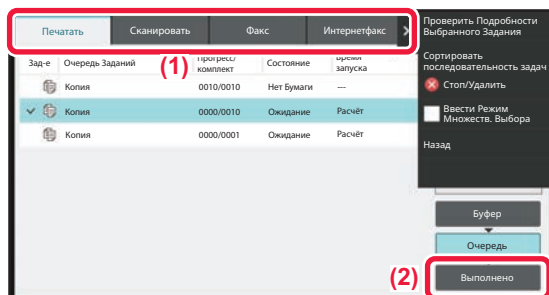 Печатать Сканировать Факс Интернетфакс
Проверить Подробности
Выбранного Задания
Зад-е Очередь Заданий (1) Прогресс/ Состояние Время
комплект запуска
Сортировать
последовательность задач
Копия 0010/0010 Нет Бумаги ---
Стоп/Удалить
Копия 0000/0010 Ожидание Расчёт
Ввести Режим
Множеств. Выбора
Копия 0000/0001 Ожидание Расчёт
Назад
Буфер
Очередь
(2) Выполнено